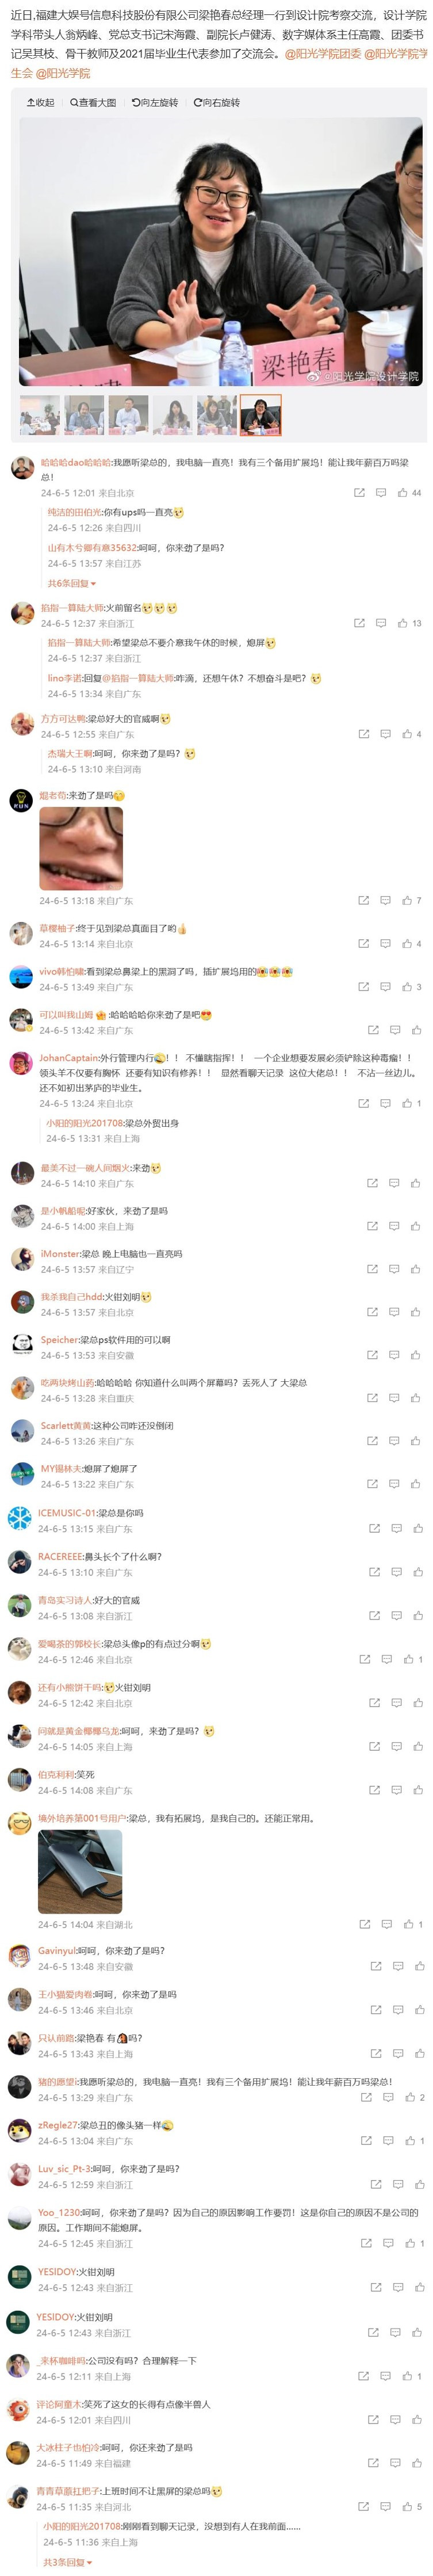 近日,福建大娱号信息科技股份有限公司梁艳春总经理一行到设计院考察交流，设计学院
学科带头人翁炳峰、党总支书记宋海霞、副院长卢健涛、数字媒体系主任高霞、团委书
记吴其枝、骨干教师及2021届毕业生代表参加了交流会。@阳光学院团委 @阳光学院学
生会 @阳光学院
收起 查看大图 向左旋转 向右旋转
梁艳春
@阳光学院设计学院
哈哈哈dao哈哈哈:我愿听梁总的，我电脑一直亮！我有三个备用扩展坞！能让我年薪百万吗梁
总！
24-6-5 12:01 来自北京 44
纯洁的田伯光:你有ups吗一直亮
24-6-5 12:26 来自四川
山有木兮卿有意35632:呵呵，你来劲了是吗？
24-6-5 13:57 来自江苏
共6条回复
掐指一算陆大师:火前留名
24-6-5 12:37 来自浙江 13
掐指一算陆大师:希望梁总不要介意我午休的时候，熄屏
24-6-5 12:37 来自浙江
lino李诺:回复@掐指一算陆大师:咋滴，还想午休？不想奋斗是吧？
24-6-5 13:34 来自广东
方方可达鸭:梁总好大的官威啊
24-6-5 12:55 来自广东 4
杰瑞大王啊:呵呵，你来劲了是吗？
24-6-5 13:10 来自河南
RUN
焜老苟:来劲了是吗
24-6-5 13:18 来自广东 7
草樱柚子:终于见到梁总真面目了哟
24-6-5 13:14 来自北京 4
vivo韩怕啸:看到梁总鼻梁上的黑洞了吗，插扩展坞用的
24-6-5 13:49 来自广东 3
可以叫我山姆:哈哈哈哈你来劲了是吧
24-6-5 13:42 来自广东
JohanCaptain:外行管理内行！！ 不懂瞎指挥！！ 一个企业想要发展必须铲除这种毒瘤！！
领头羊不仅要有胸怀 还要有知识有修养！！ 显然看聊天记录 这位大佬总！！ 不沾一丝边儿。
还不如初出茅庐的毕业生。
24-6-5 13:24 来自北京 1
小阳的阳光201708:梁总外贸出身
24-6-5 13:31 来自上海
最美不过一碗人间烟火:来劲
24-6-5 14:10 来自广东
是小帆船呢:好家伙，来劲了是吗
24-6-5 14:00 来自上海
iMonster:梁总 晚上电脑也一直亮吗
24-6-5 13:57 来自辽宁
我杀我自己hdd:火钳刘明
24-6-5 13:57 来自北京
Speicher:梁总ps软件用的可以啊
24-6-5 13:53 来自安徽
吃两块烤山药:哈哈哈哈 你知道什么叫两个屏幕吗？丢死人了 大梁总
24-6-5 13:28 来自重庆
Scarlett黄黄:这种公司咋还没倒闭
24-6-5 13:26 来自广东
MY锡林夫:熄屏了熄屏了
24-6-5 13:22 来自广东
ICEMUSIC-01:梁总是你吗
24-6-5 13:15 来自广东
RACEREEE:鼻头长个了什么啊？
24-6-5 13:10 来自广东
青岛实习诗人:好大的官威
24-6-5 13:08 来自浙江
爱喝茶的郭校长:梁总头像p的有点过分啊
24-6-5 12:46 来自北京 1
还有小熊饼干吗:火钳刘明
24-6-5 12:42 来自北京
问就是黄金椰椰乌龙:呵呵，来劲了是吗？
24-6-5 14:05 来自上海
伯克利利:笑死
24-6-5 14:08 来自广东
境外培养第001号用户:梁总，我有拓展坞，是我自己的。还能正常用。
24-6-5 14:04 来自湖北 1
Gavinyul:呵呵，你来劲了是吗？
24-6-5 13:48 来自安徽
王小猫爱肉卷:呵呵，你来劲了是吗
24-6-5 13:46 来自北京
只认前路:梁艳春 有吗？
24-6-5 13:43 来自上海
猪的愿望i:我愿听梁总的，我电脑一直亮！我有三个备用扩展坞！能让我年薪百万吗梁总！
24-6-5 13:29 来自广东 2
zRegle27:梁总丑的像头猪一样
24-6-5 13:04 来自广东 1
Luv_sic_Pt-3:呵呵，你来劲了是吗？
24-6-5 12:59 来自浙江
Yoo_1230:呵呵，你来劲了是吗？因为自己的原因影响工作要罚！这是你自己的原因不是公司的
原因。工作期间不能熄屏。
24-6-5 12:45 来自浙江 1
YESIDOY:火钳刘明
24-6-5 12:43 来自浙江
YESIDOY:火钳刘明
24-6-5 12:43 来自浙江
_来杯咖啡吗:公司没有吗？合理解释一下
24-6-5 12:11 来自上海 1
评论阿童木:笑死了这女的长得有点像半兽人
24-6-5 12:01 来自四川
大冰柱子也怕冷:呵呵，你还来劲了是吗
24-6-5 11:49 来自福建
青青草原扛把子:上班时间不让黑屏的梁总吗
24-6-5 11:35 来自河北 5
小阳的阳光201708:刚刚看到聊天记录，没想到有人在我前面......
24-6-5 11:36 来自上海
共3条回复